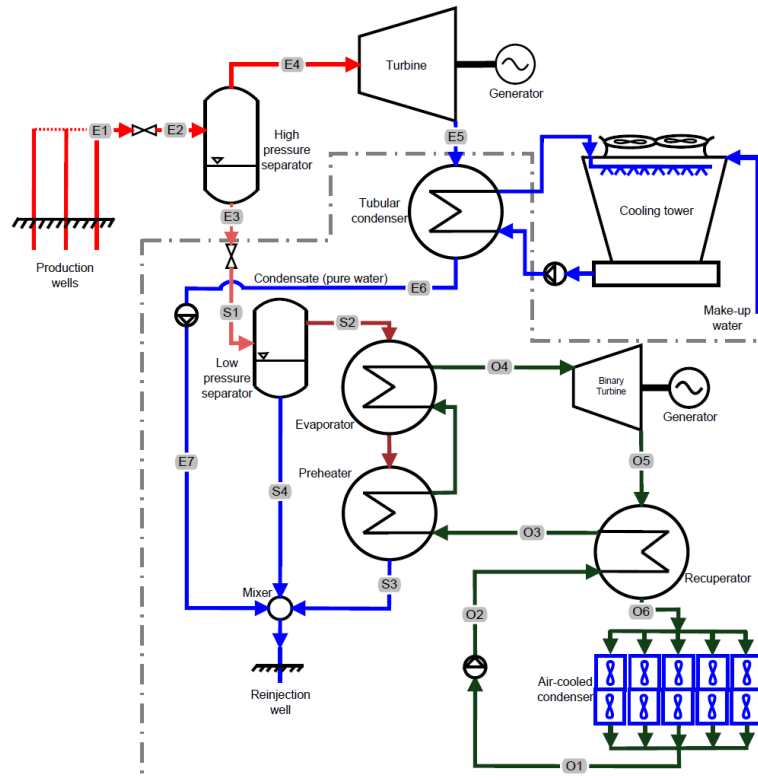 E4
Turbine
Generator
E1
E2
High
pressure
separator
E5
E3
Tubular
condenser
Cooling tower
Production
wells
Condensate (pure water)
E6
Make-up
water
S1
S2
Low
pressure
separator
O4
Binary
Turbine
Generator
Evaporator
E7
Preheater
O5
S4
O3
S3
Recuperator
Mixer
O2
O6
Reinjection
well
Air-cooled
condenser
O1